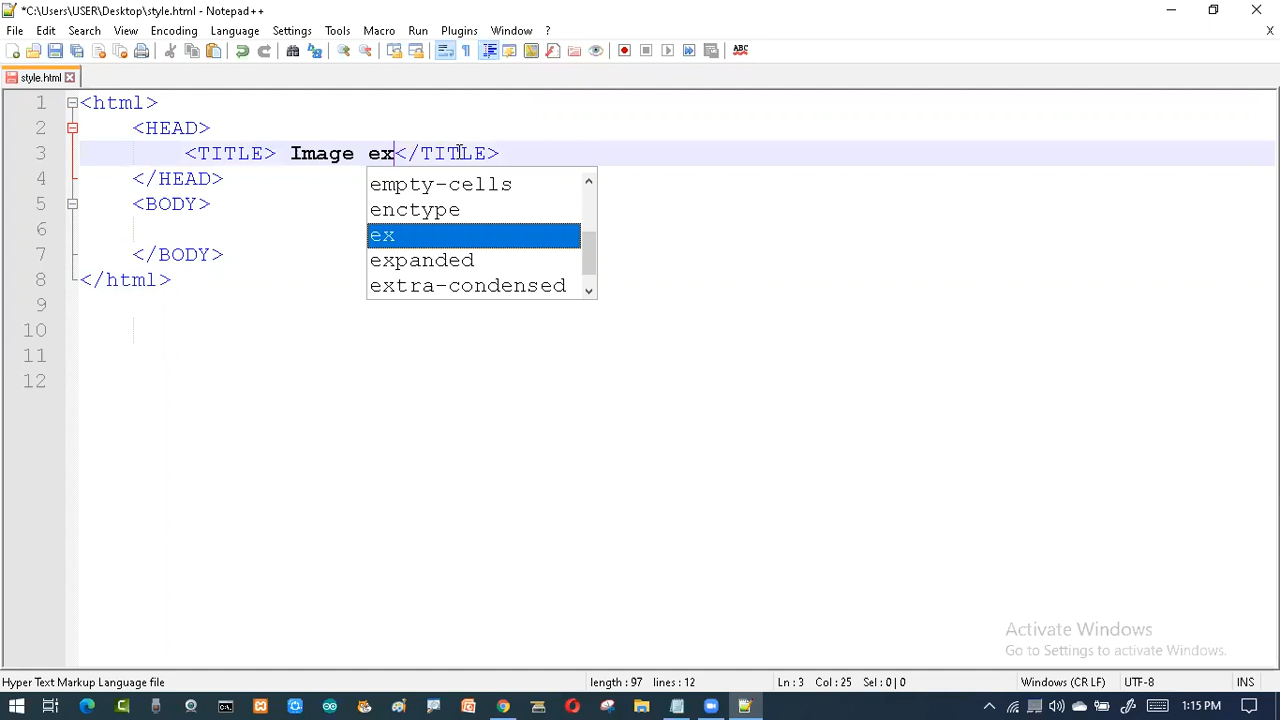 *C:\Users\USER\Desktop\style.html - Notepad++
File Edit Search View Encoding Language Settings Tools Macro Run Plugins Window ? X
ABC
style.html
1 <html>
2 <HEAD>
3 <TITLE> Image ex</TITLE>
4 </HEAD>
5 <BODY>
6
7 </BODY>
8 </html>
9
10
11
12
empty-cells
enctype
ex
expanded
extra-condensed
Activate Windows
Go to Settings to activate Windows.
Hyper Text Markup Language file length : 97 lines : 12 Ln : 3 Col : 25 Sel : 0 | 0 Windows (CR LF) UTF-8 INS
1:15 PM